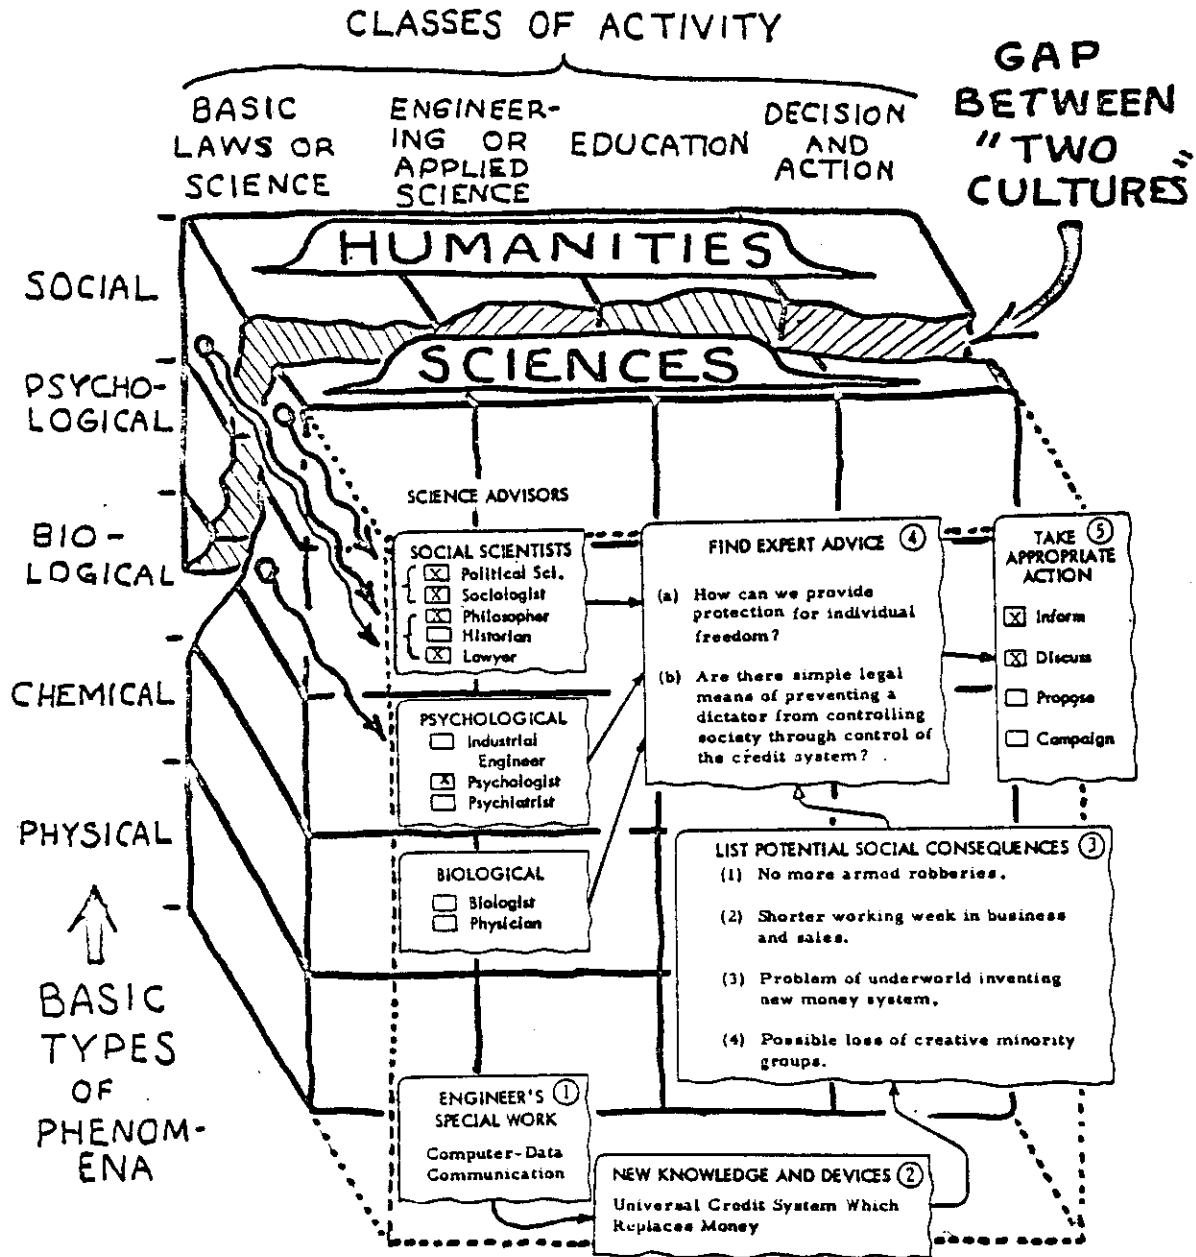 CLASSES OF ACTIVITY
BASIC
LAWS OR
SCIENCE
ENGINEER-
ING OR
APPLIED
SCIENCE
EDUCATION
DECISION
AND
ACTION
GAP
BETWEEN
"TWO
CULTURES"
HUMANITIES
SCIENCES
SOCIAL
PSYCHO-
LOGICAL
BIO-
LOGICAL
CHEMICAL
PHYSICAL
BASIC
TYPES
OF
PHENOM-
ENA
SCIENCE ADVISORS
SOCIAL SCIENTISTS
X Political Sci.
X Sociologist
X Philosopher
Historian
X Lawyer
PSYCHOLOGICAL
Industrial
Engineer
X Psychologist
Psychiatrist
BIOLOGICAL
Biologist
Physician
ENGINEER'S 1
SPECIAL WORK
Computer-Data
Communication
NEW KNOWLEDGE AND DEVICES 2
Universal Credit System Which
Replaces Money
LIST POTENTIAL SOCIAL CONSEQUENCES 3
(1) No more armed robberies.
(2) Shorter working week in business
and sales.
(3) Problem of underworld inventing
new money system.
(4) Possible loss of creative minority
groups.
FIND EXPERT ADVICE 4
(a) How can we provide
protection for individual
freedom?
(b) Are there simple legal
means of preventing a
dictator from controlling
society through control of
the credit system?
TAKE 5
APPROPRIATE
ACTION
X Inform
X Discuss
Propose
Campaign